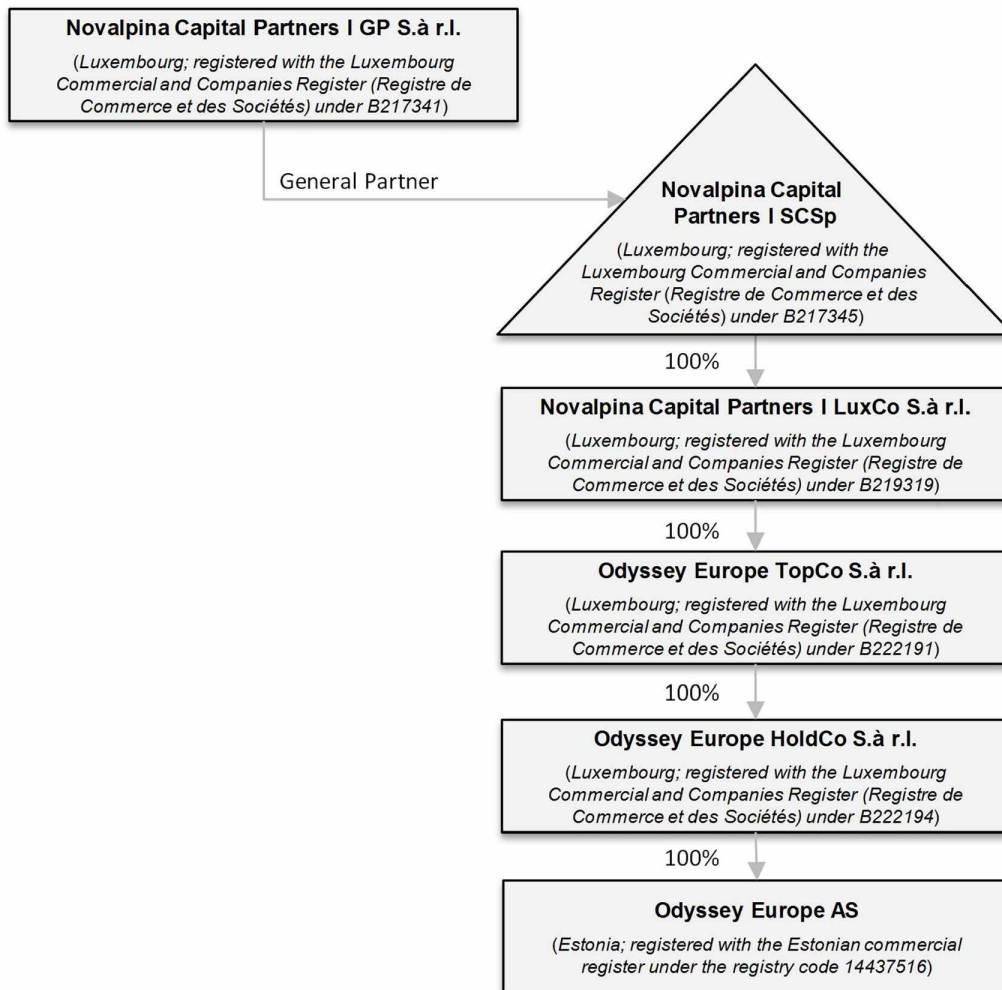 Novalpina Capital Partners I GP S.à r.l.
(Luxembourg; registered with the Luxembourg
Commercial and Companies Register (Registre de
Commerce et des Sociétés) under B217341)
General Partner
Novalpina Capital
Partners I SCSp
(Luxembourg; registered with the
Luxembourg Commercial and Companies
Register (Registre de Commerce et des
Sociétés) under B217345)
100%
Novalpina Capital Partners I LuxCo S.à r.l.
(Luxembourg; registered with the Luxembourg
Commercial and Companies Register (Registre de
Commerce et des Sociétés) under B219319)
100%
Odyssey Europe TopCo S.à r.l.
(Luxembourg; registered with the Luxembourg
Commercial and Companies Register (Registre de
Commerce et des Sociétés) under B222191)
100%
Odyssey Europe HoldCo S.à r.l.
(Luxembourg; registered with the Luxembourg
Commercial and Companies Register (Registre de
Commerce et des Sociétés) under B222194)
100%
Odyssey Europe AS
(Estonia; registered with the Estonian commercial
register under the registry code 14437516)